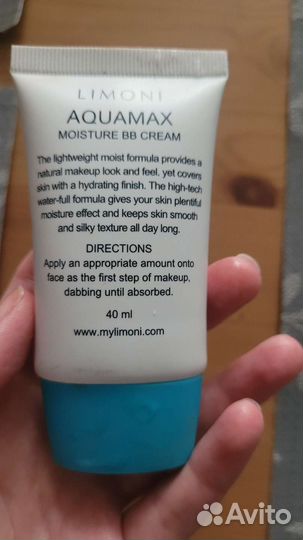 LIMONI
AQUAMAX
MOISTURE BB CREAM
The lightweight moist formula provides a
natural makeup look and feel, yet covers
skin with a hydrating finish. The high-tech
water-full formula gives your skin plentiful
moisture effect and keeps skin smooth
and silky texture all day long.
DIRECTIONS
Apply an appropriate amount onto
face as the first step of makeup,
dabbing until absorbed.
40 ml
www.mylimoni.com
Avito